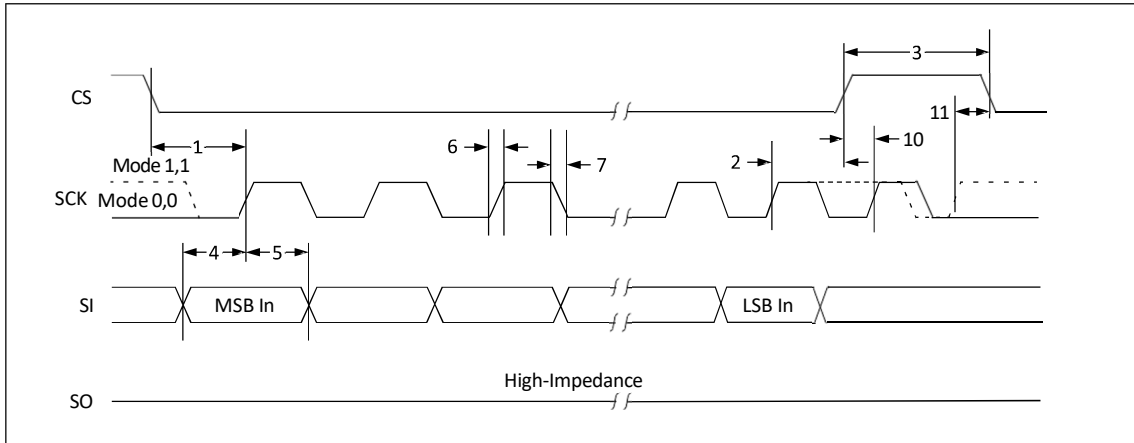 3
CS
11
1
6
7
2
10
Mode 1,1
SCK
Mode 0,0
4
5
SI
MSB In
LSB In
High-Impedance
SO